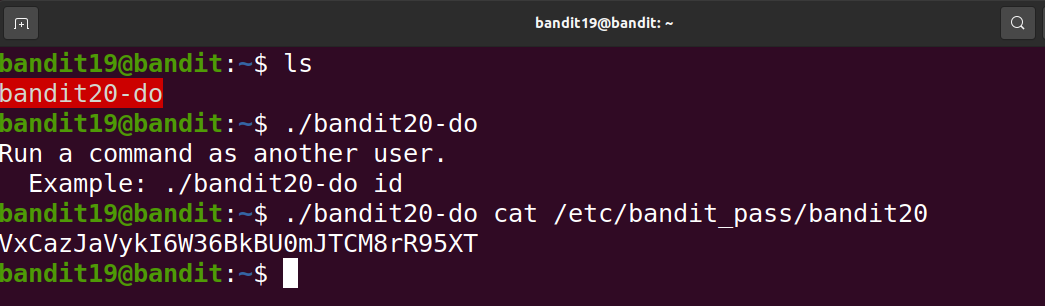 bandit19@bandit: ~
bandit19@bandit:~$ ls
bandit20-do
bandit19@bandit:~$ ./bandit20-do
Run a command as another user.
  Example: ./bandit20-do id
bandit19@bandit:~$ ./bandit20-do cat /etc/bandit_pass/bandit20
VxCazJaVykI6W36BkBU0mJTCM8rR95XT
bandit19@bandit:~$